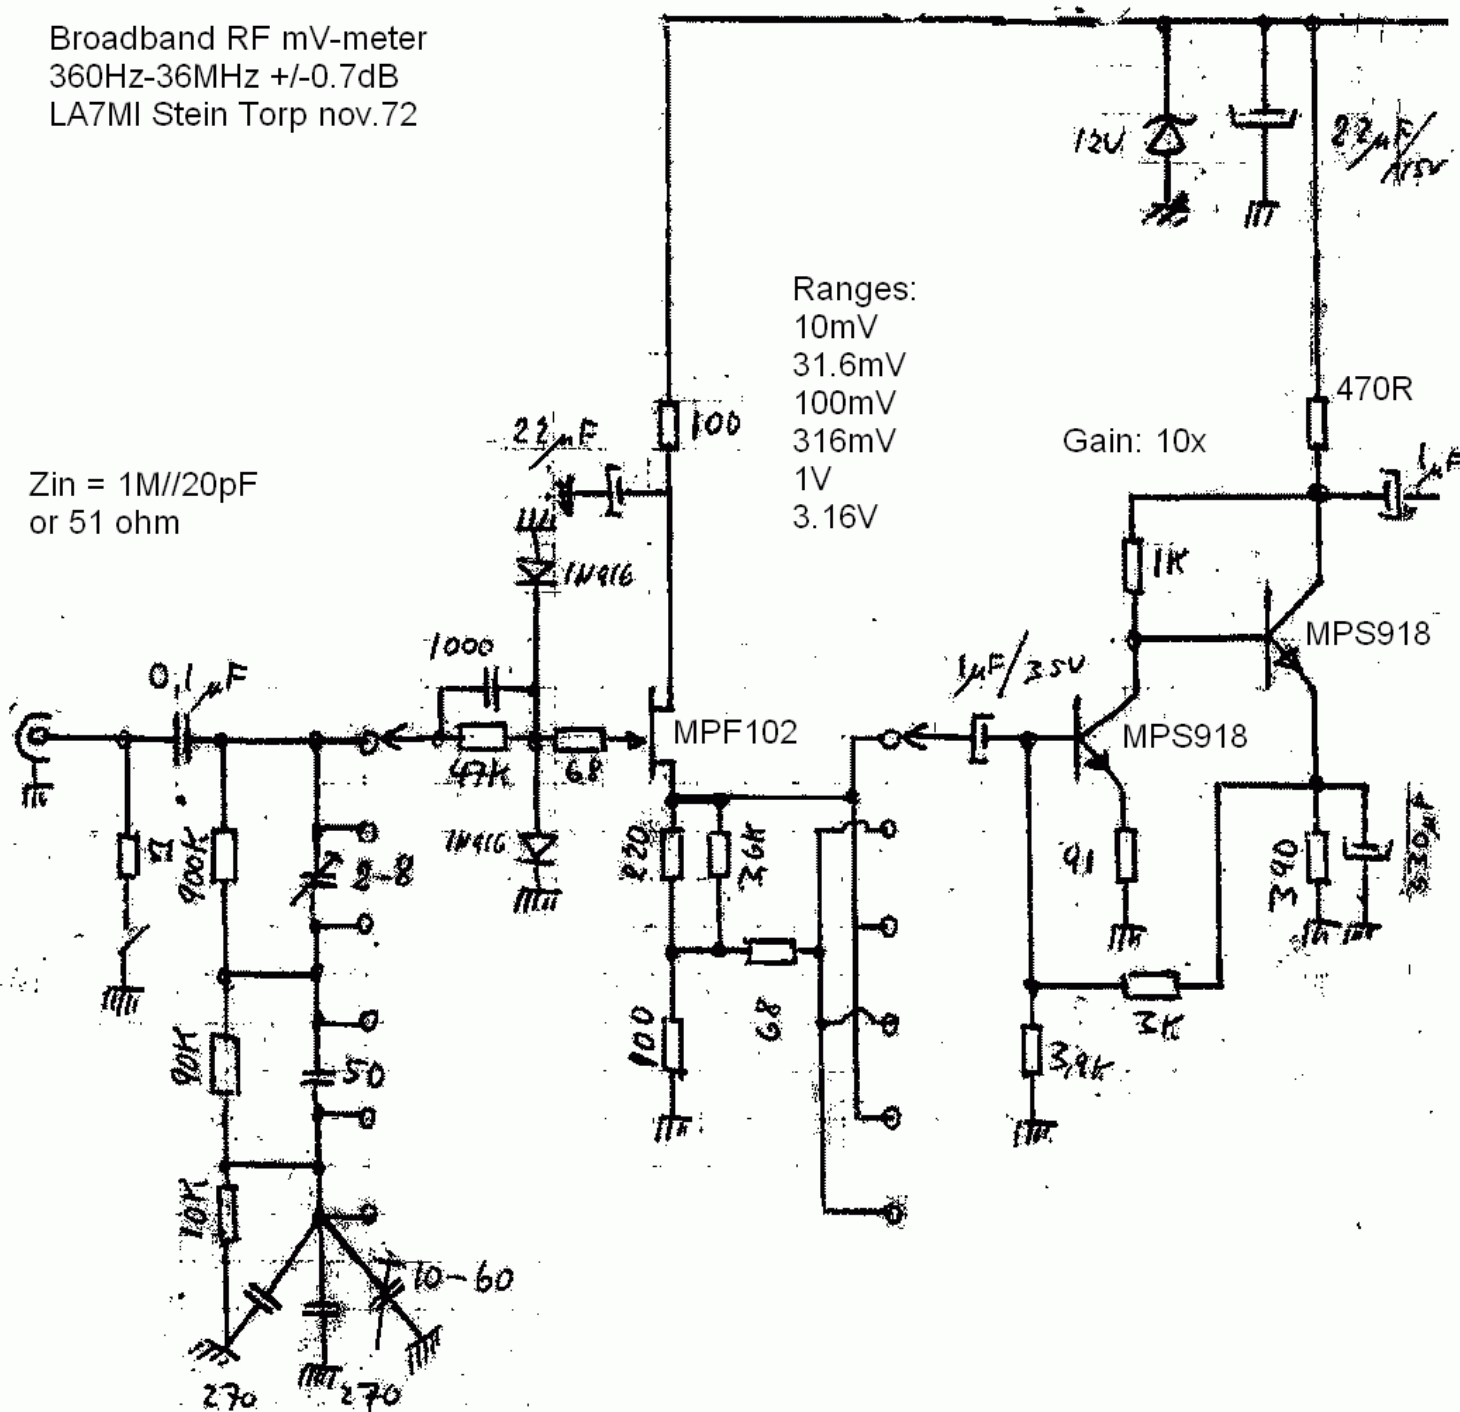 Broadband RF mV-meter
360Hz-36MHz +/-0.7dB
LA7MI Stein Torp nov.72
12V
22µF/
15V
Ranges:
10mV
31.6mV
100mV
316mV
1V
3.16V
470R
Gain: 10x
1µF
22µF
100
Zin = 1M//20pF
or 51 ohm
1N916
1K
MPS918
1000
0,1µF
1µF/35V
MPF102
MPS918
47K
68
1N916
900K
2-8
220
3,6K
91
390
330µF
68
3K
90K
50
100
3,9K
10K
10-60
270
270